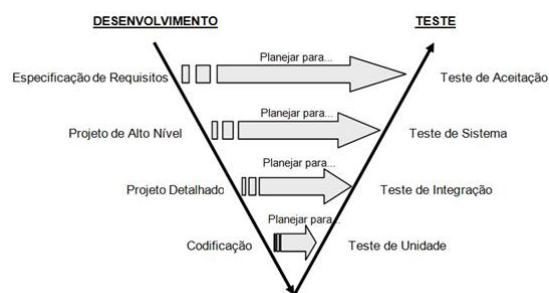 DESENVOLVIMENTO TESTE
Planejar para...
Especificação de Requisitos Teste de Aceitação
Planejar para...
Projeto de Alto Nível Teste de Sistema
Planejar para...
Projeto Detalhado Teste de Integração
Planejar para...
Codificação Teste de Unidade